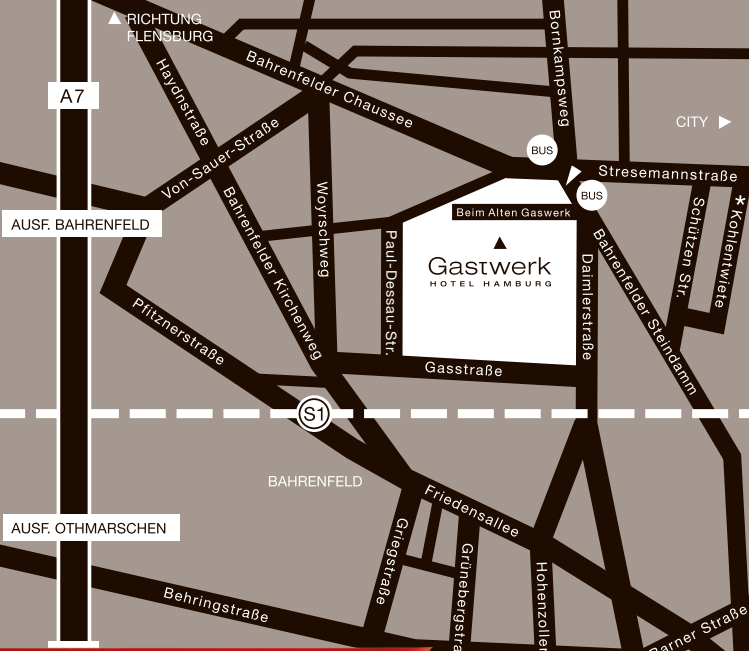 RICHTUNG
FLENSBURG
Bornkampsweg
Bahrenfelder Chaussee
Haydnstraße
A7
CITY
Von-Sauer-Straße
BUS
Stresemannstraße
BUS
AUSF. BAHRENFELD
Woyrschweg
Beim Alten Gaswerk
*
Kohlentwiete
Schützen Str.
Bahrenfelder Kirchenweg
Paul-Dessau-Str.
Gastwerk
HOTEL HAMBURG
Daimlerstraße
Bahrenfelder Steindamm
Pfitznerstraße
Gasstraße
S1
BAHRENFELD
Friedensallee
AUSF. OTHMARSCHEN
Griegstraße
Grünebergstra
Hohenzoller
Behringstraße
Barner Straße